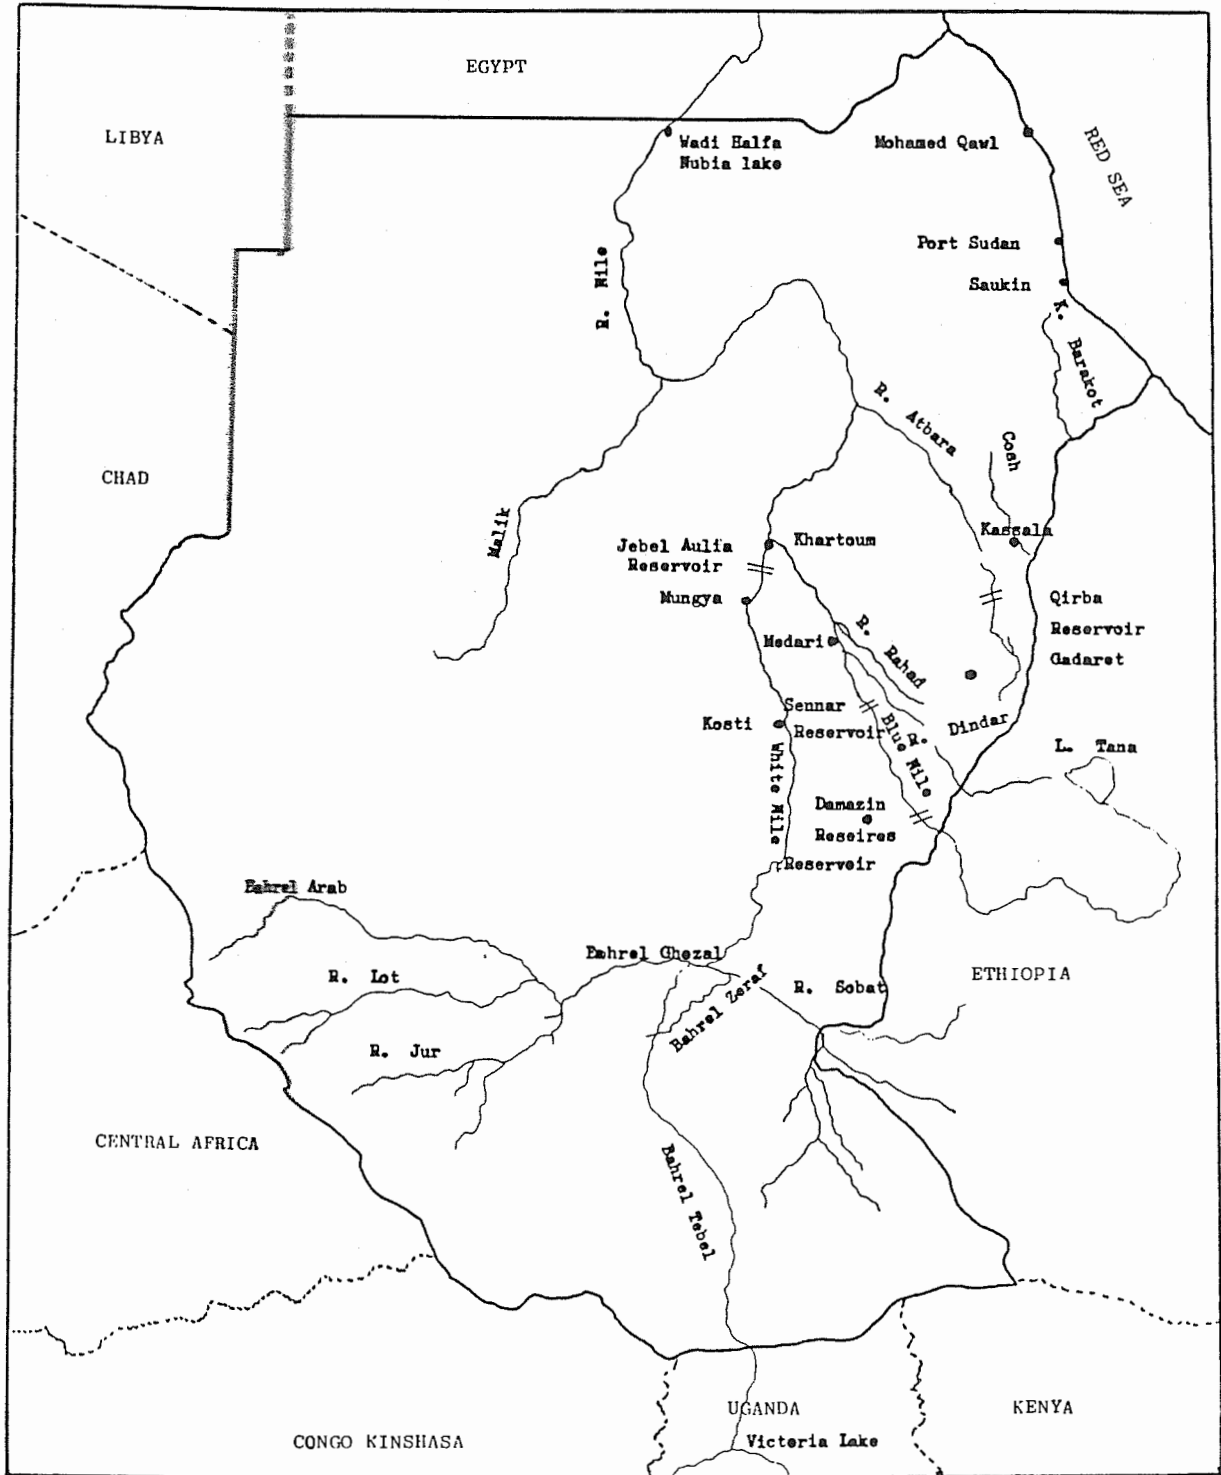 EGYPT
LIBYA
Wadi Halfa
Nubia lake
Mohamed Qawl
RED SEA
Port Sudan
Saukin
R. Nile
K. Barakot
R. Atbara
Cosh
CHAD
Malik
Kassala
Khartoum
Jebel Aulia
Reservoir
Mungya
Qirba
Reservoir
Gadaret
R. Rahad
Medari
Sennar
Reservoir
Kosti
Blue Nile
R. Dindar
L. Tana
White Nile
Damazin
Reseires
Reservoir
Bahrel Arab
Bahrel Ghozal
R. Lot
Bahrel Zeraf
R. Sobat
ETHIOPIA
R. Jur
CENTRAL AFRICA
Bahrel Tebel
UGANDA
KENYA
CONGO KINSHASA
Victoria Lake